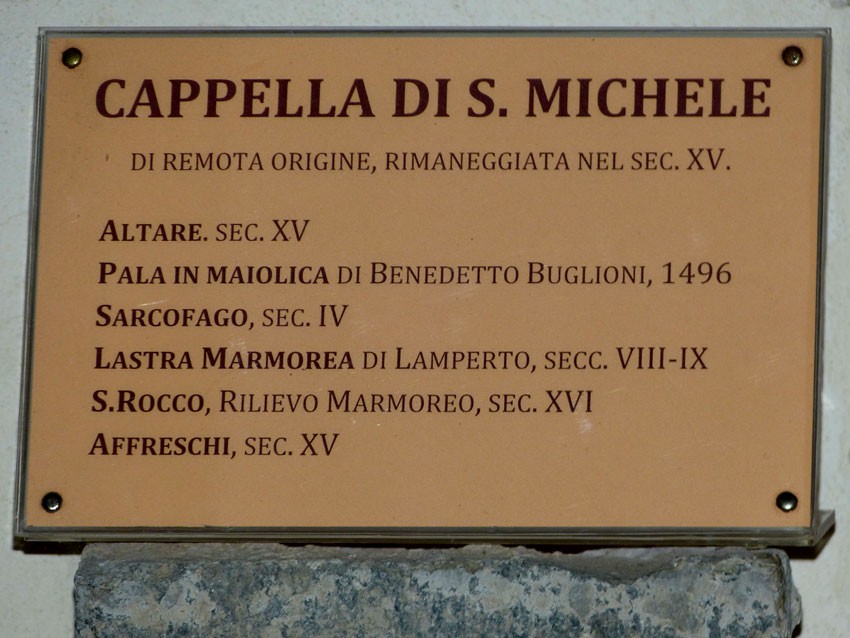 CAPPELLA DI S. MICHELE
DI REMOTA ORIGINE, RIMANEGGIATA NEL SEC. XV.
ALTARE. SEC. XV
PALA IN MAIOLICA DI BENEDETTO BUGLIONI, 1496
SARCOFAGO, SEC. IV
LASTRA MARMOREA DI LAMPERTO, SECC. VIII-IX
S.ROCCO, RILIEVO MARMOREO, SEC. XVI
AFFRESCHI, SEC. XV